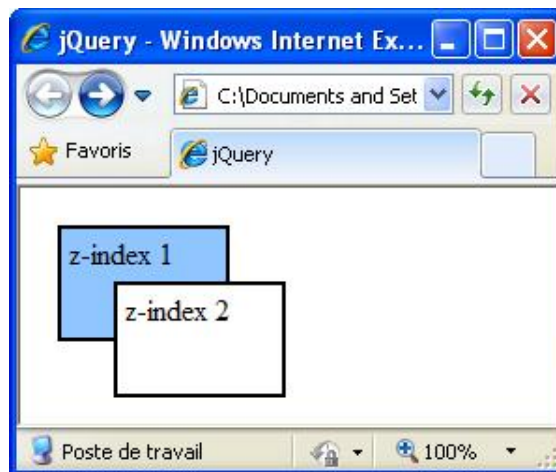 jQuery - Windows Internet Ex...
C:\Documents and Set
Favoris
jQuery
z-index 1
z-index 2
Poste de travail
100%